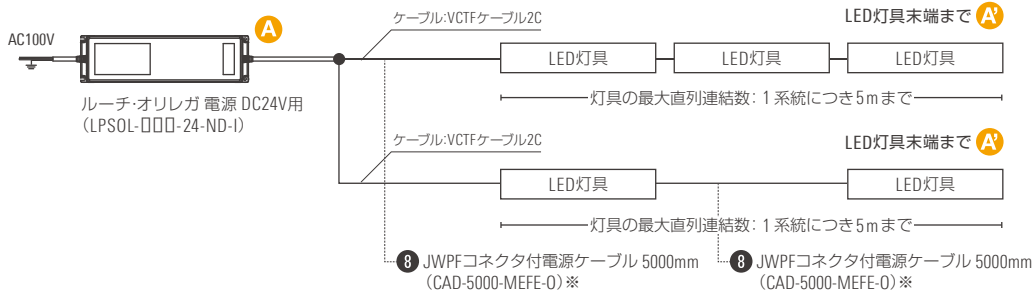 ケーブル:VCTFケーブル2C
LED灯具末端まで A'
AC100V
A
LED灯具
LED灯具
LED灯具
ルーチ・オリレガ 電源 DC24V用
(LPSOL-□□□-24-ND-I)
灯具の最大直列連結数: 1系統につき5mまで
ケーブル:VCTFケーブル2C
LED灯具末端まで A'
LED灯具
LED灯具
灯具の最大直列連結数: 1系統につき5mまで
8 JWPFコネクタ付電源ケーブル 5000mm
(CAD-5000-MEFE-O)※
8 JWPFコネクタ付電源ケーブル 5000mm
(CAD-5000-MEFE-O)※